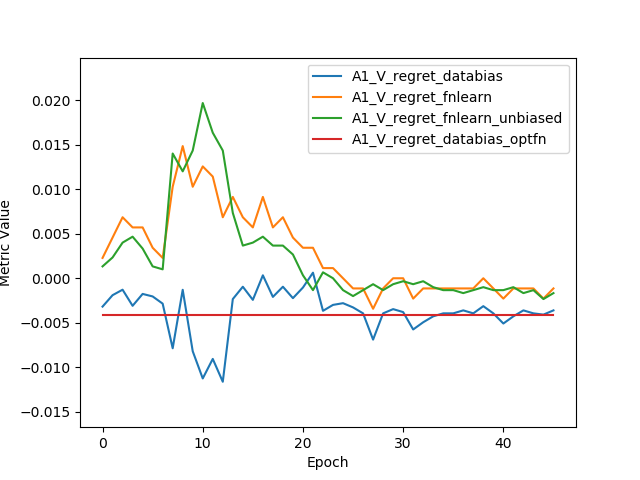 A1_V_regret_databias
A1_V_regret_fnlearn
A1_V_regret_fnlearn_unbiased
A1_V_regret_databias_optfn
Metric Value
0.020
0.015
0.010
0.005
0.000
−0.005
−0.010
−0.015
0 10 20 30 40
Epoch